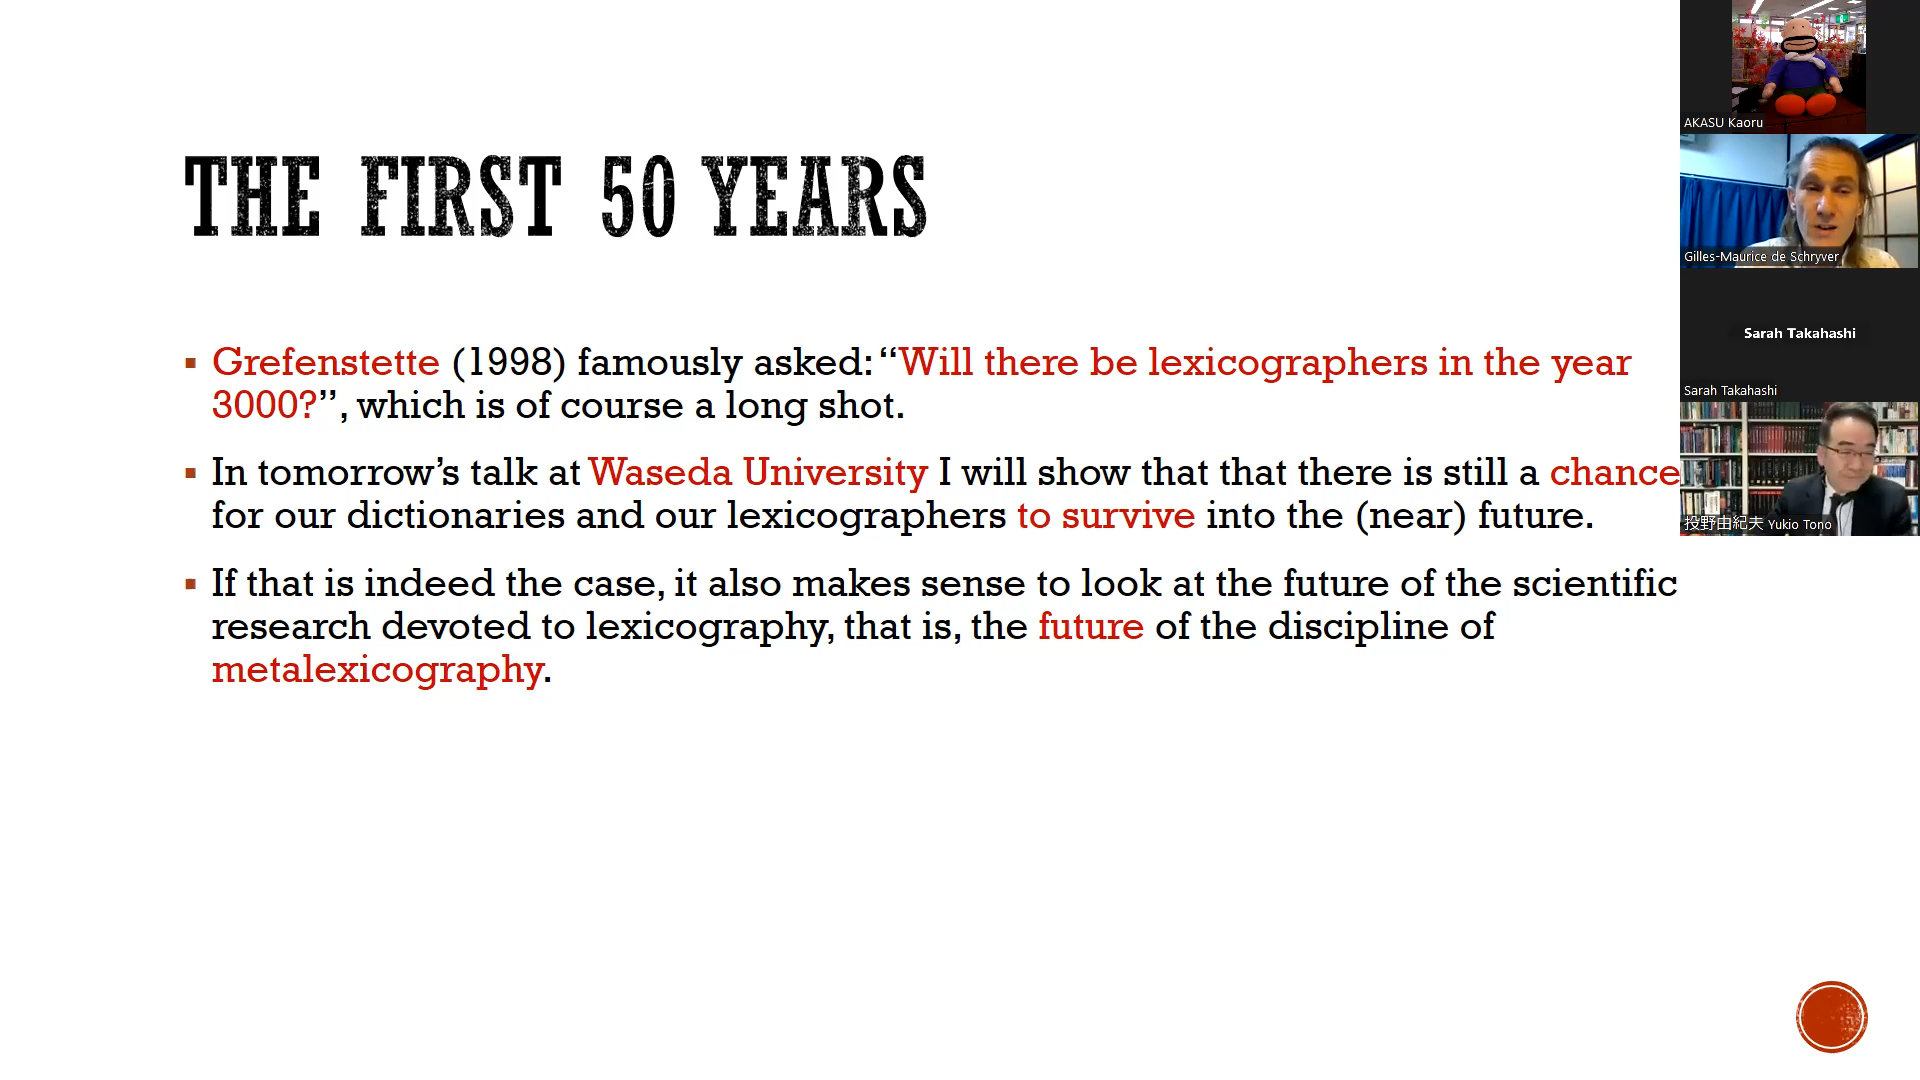 THE FIRST 50 YEARS
▪ Grefenstette (1998) famously asked: “Will there be lexicographers in the year
3000?”, which is of course a long shot.
▪ In tomorrow’s talk at Waseda University I will show that that there is still a chance
for our dictionaries and our lexicographers to survive into the (near) future.
▪ If that is indeed the case, it also makes sense to look at the future of the scientific
research devoted to lexicography, that is, the future of the discipline of
metalexicography.
AKASU Kaoru
Gilles-Maurice de Schryver
Sarah Takahashi
Sarah Takahashi
投野由紀夫 Yukio Tono